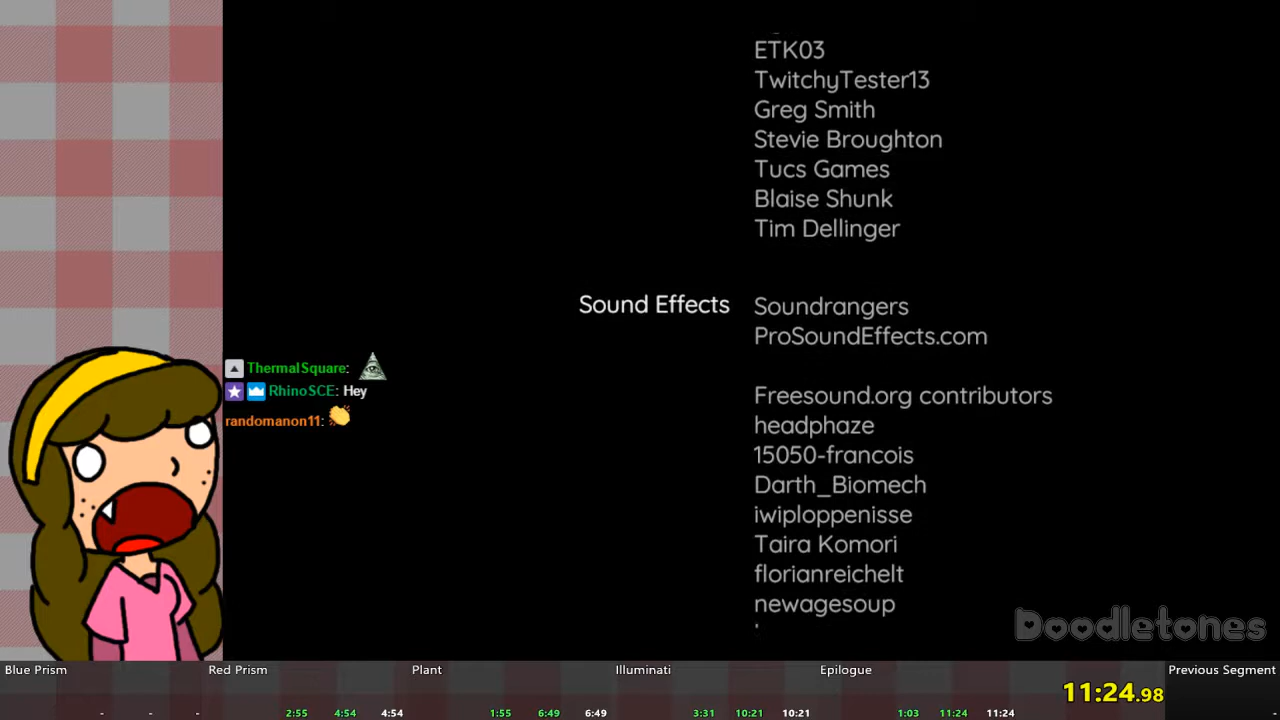 ETK03
TwitchyTester13
Greg Smith
Stevie Broughton
Tucs Games
Blaise Shunk
Tim Dellinger
Sound Effects
Soundrangers
ProSoundEffects.com
Freesound.org contributors
headphaze
15050-francois
Darth_Biomech
iwiploppenisse
Taira Komori
florianreichelt
newagesoup
ThermalSquare:
RhinoSCE: Hey
randomanon11:
Doodletones
Blue Prism Red Prism Plant Illuminati Epilogue Previous Segment
11:24.98
- - - 2:55 4:54 4:54 1:55 6:49 6:49 3:31 10:21 10:21 1:03 11:24 11:24 -